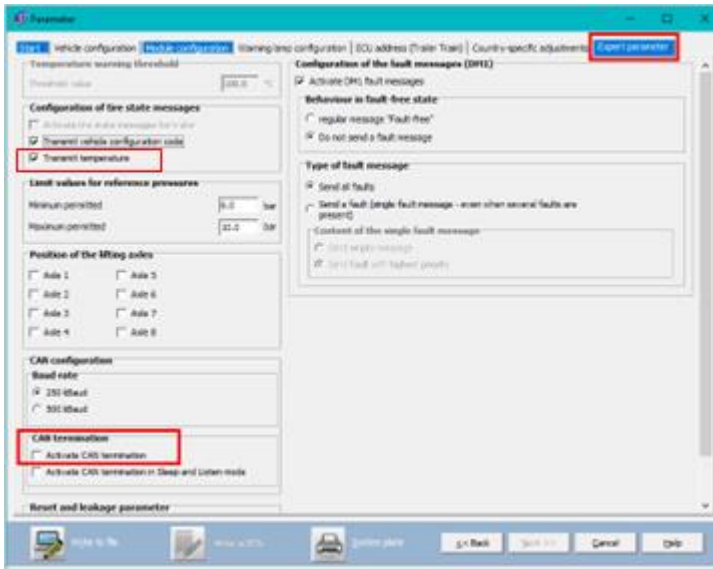 Parameter
Start
Vehicle configuration
Module configuration
Warning lamp configuration
ECU address (Trailer Train)
Country-specific adjustments
Expert parameter
Temperature warning threshold
Threshold value
100.0 °C
Configuration of tire state messages
Transmit vehicle configuration code
Transmit temperature
Limit values for reference pressures
Minimum permitted
bar
Maximum permitted
10.0 bar
Position of the lifting axles
Axle 1 Axle 5
Axle 2 Axle 6
Axle 3 Axle 7
Axle 4 Axle 8
CAN configuration
Baud rate
250 kBaud
500 kBaud
CAN termination
Activate CAN termination
Activate CAN termination in Sleep and Listen mode
Reset and leakage parameter
Configuration of the fault messages (DM1)
Activate DM1 fault messages
Behaviour in fault-free state
regular message "Fault-free"
Do not send a fault message
Type of fault message
Send all faults
Send a fault (single fault message - even when several faults are
present)
Content of the single fault message
Send empty message
Send fault with highest priority
Write to file
Write to ECU
System plate
<< Back
Next >>
Cancel
Help